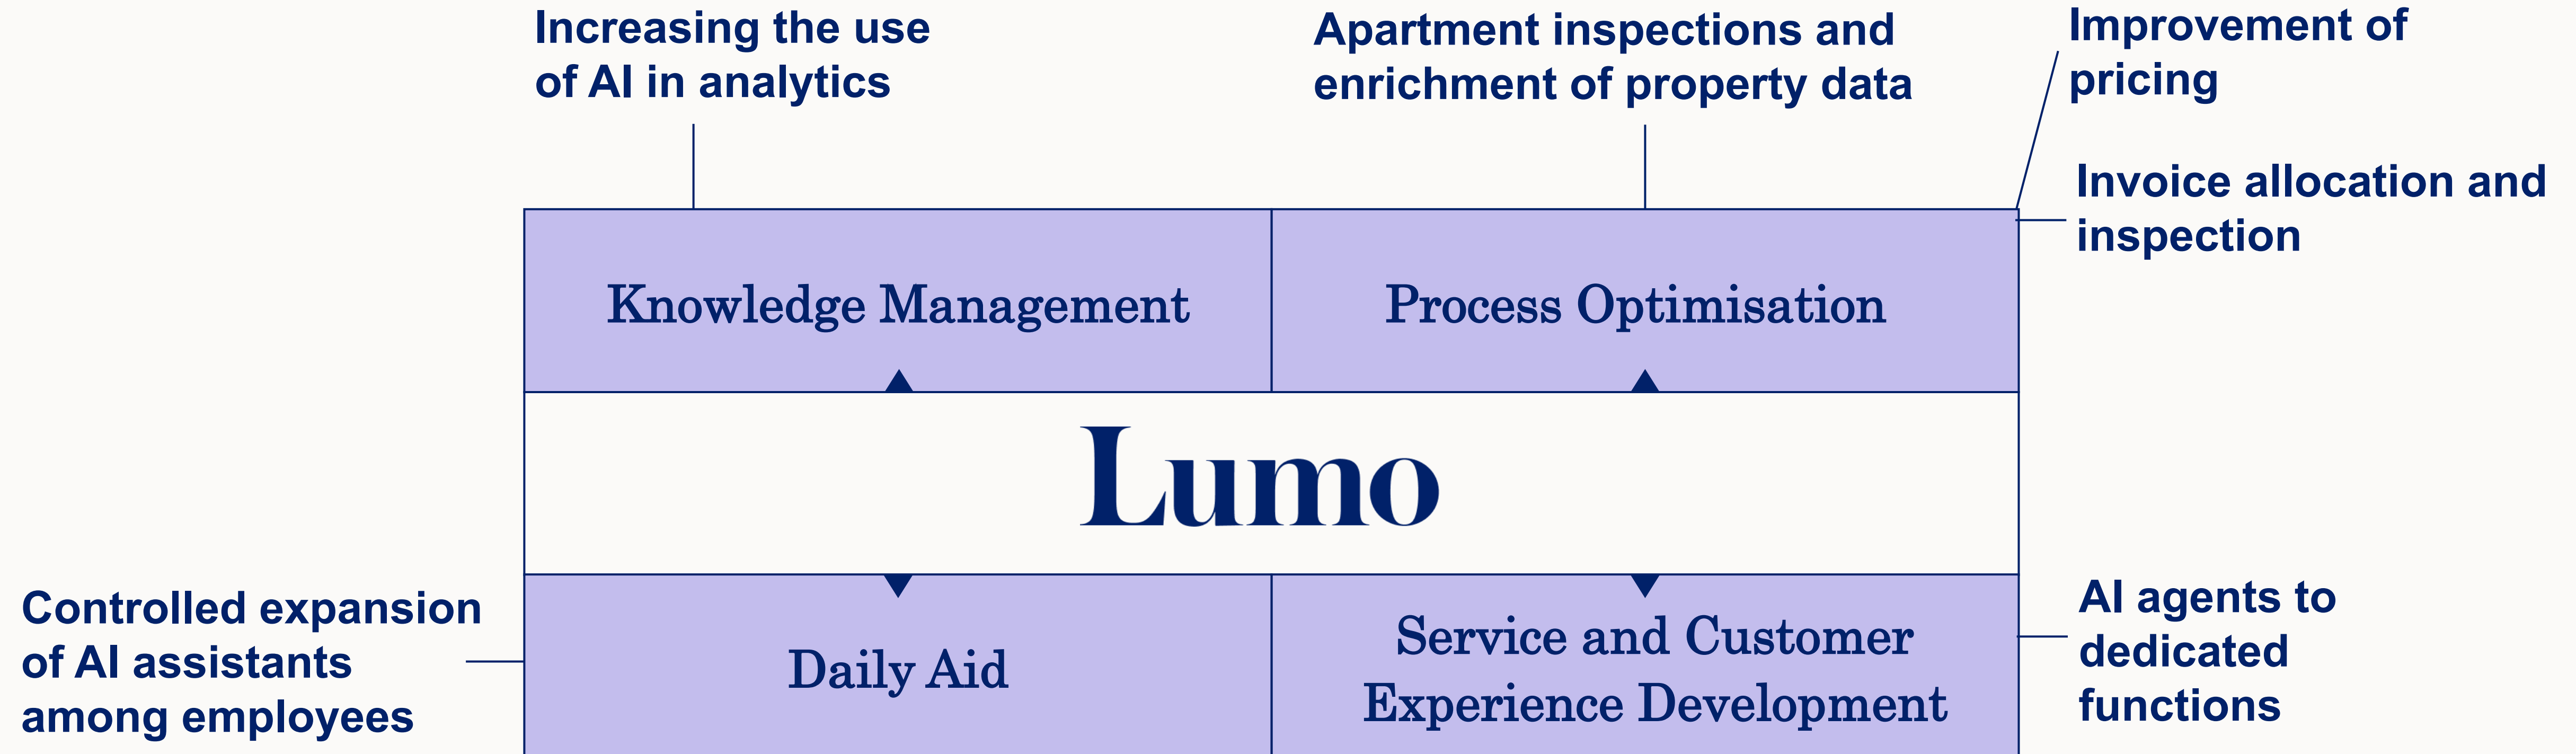 Increasing the use
of AI in analytics
Apartment inspections and
enrichment of property data
Improvement of
pricing
Invoice allocation and
inspection
Knowledge Management
Process Optimisation
Lumo
Controlled expansion
of AI assistants
among employees
Daily Aid
Service and Customer
Experience Development
AI agents to
dedicated
functions